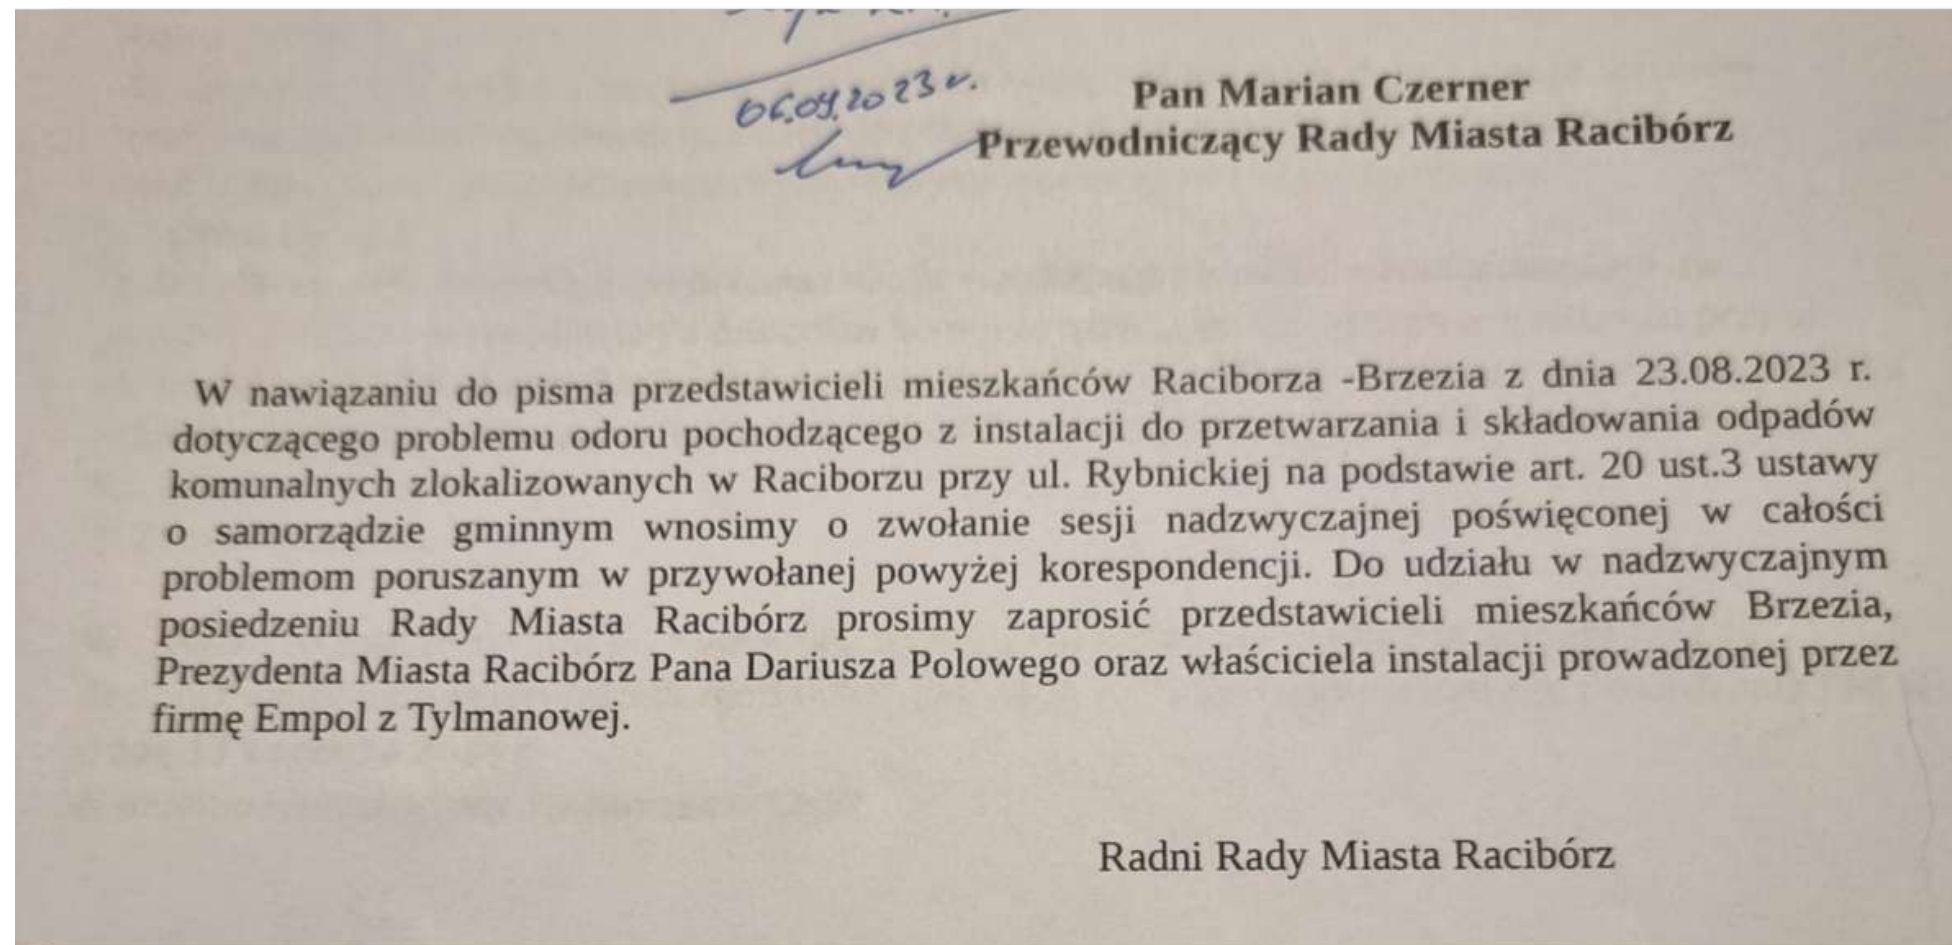 06.09.2023 r.
Pan Marian Czerner
Przewodniczący Rady Miasta Racibórz
W nawiązaniu do pisma przedstawicieli mieszkańców Raciborza -Brzezia z dnia 23.08.2023 r.
dotyczącego problemu odoru pochodzącego z instalacji do przetwarzania i składowania odpadów
komunalnych zlokalizowanych w Raciborzu przy ul. Rybnickiej na podstawie art. 20 ust.3 ustawy
o samorządzie gminnym wnosimy o zwołanie sesji nadzwyczajnej poświęconej w całości
problemom poruszanym w przywołanej powyżej korespondencji. Do udziału w nadzwyczajnym
posiedzeniu Rady Miasta Racibórz prosimy zaprosić przedstawicieli mieszkańców Brzezia,
Prezydenta Miasta Racibórz Pana Dariusza Polowego oraz właściciela instalacji prowadzonej przez
firmę Empol z Tylmanowej.
Radni Rady Miasta Racibórz